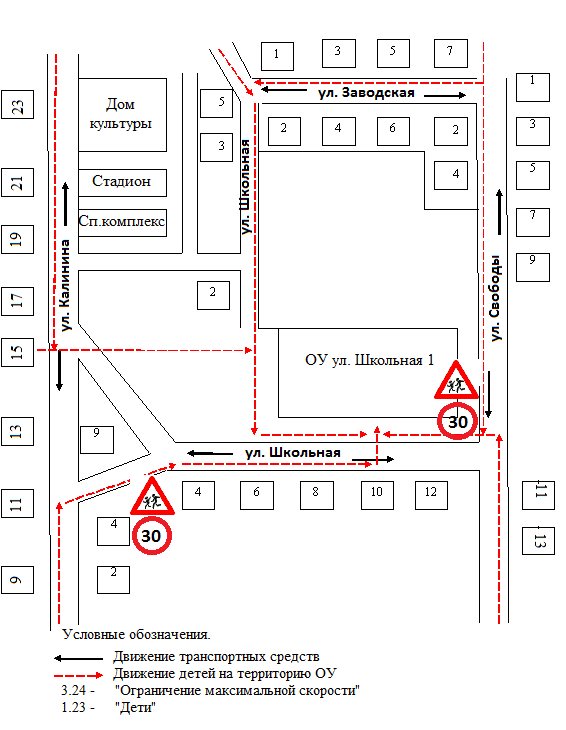 1
3
5
7
ул. Заводская
1
23
Дом
культуры
5
2
4
6
2
3
3
ул. Школьная
4
5
21
Стадион
Сп.комплекс
7
19
ул. Калинина
9
ул. Свободы
17
2
15
ОУ ул. Школьная 1
30
13
9
ул. Школьная
11
4
6
8
10
12
11
4
30
13
9
2
Условные обозначения.
Движение транспортных средств
Движение детей на территорию ОУ
3.24 - "Ограничение максимальной скорости"
1.23 - "Дети"